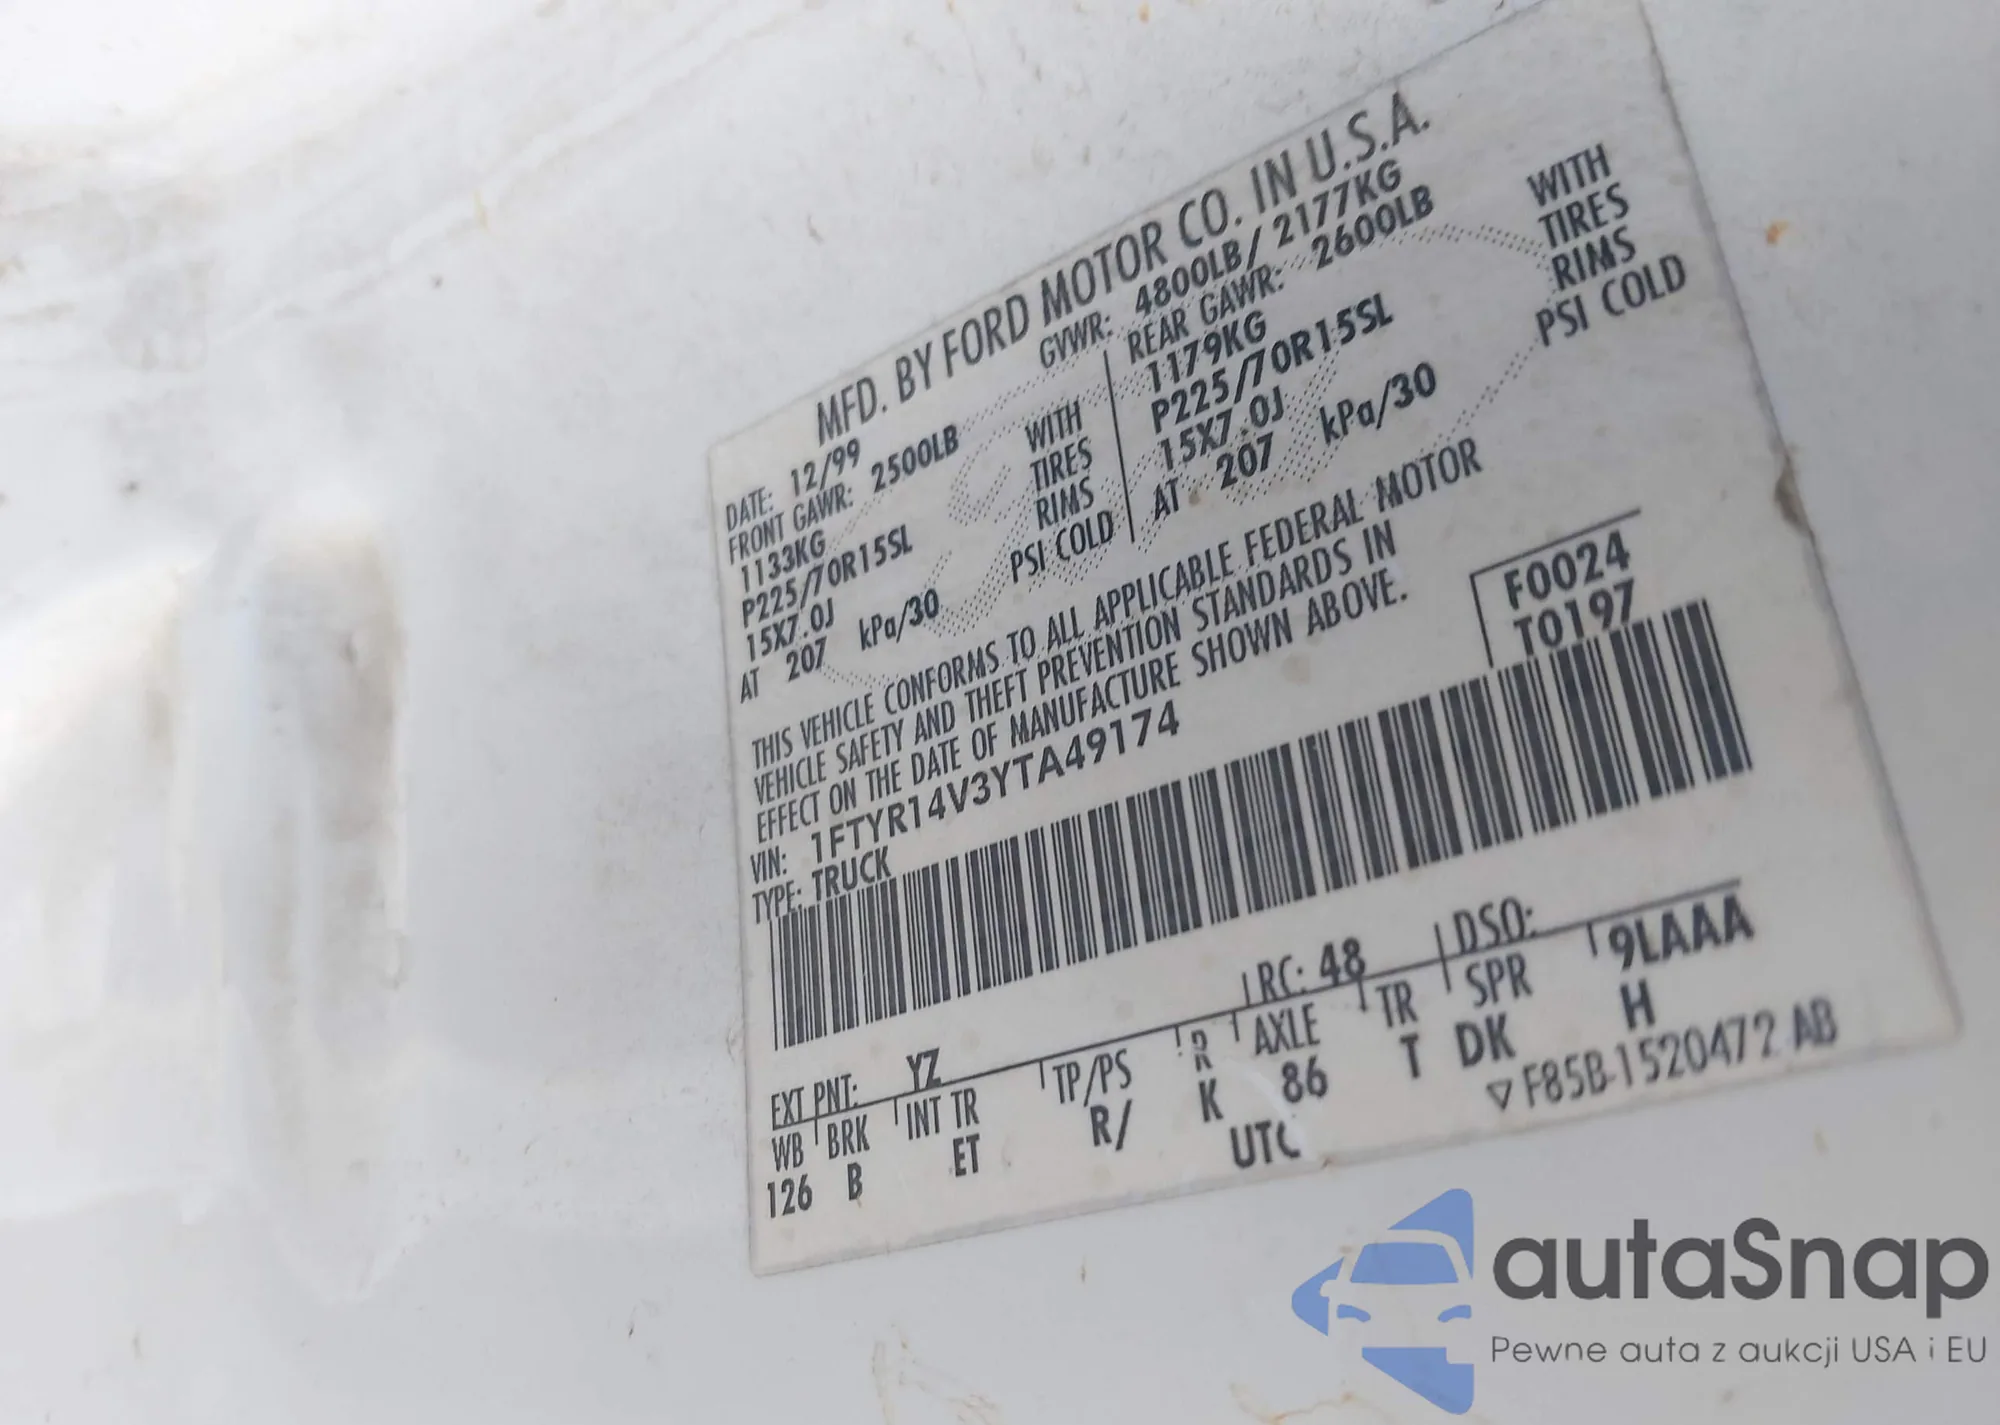 MFD. BY FORD MOTOR CO. IN U.S.A.
DATE: 12/99 GVWR: 4800LB/ 2177KG
FRONT GAWR: 2500LB REAR GAWR: 2600LB
1133KG WITH 1179KG WITH
P225/70R15SL TIRES P225/70R15SL TIRES
15X7.0J RIMS 15X7.0J RIMS
AT 207 kPa/30 PSI COLD AT 207 kPa/30 PSI COLD
THIS VEHICLE CONFORMS TO ALL APPLICABLE FEDERAL MOTOR
VEHICLE SAFETY AND THEFT PREVENTION STANDARDS IN
EFFECT ON THE DATE OF MANUFACTURE SHOWN ABOVE.
VIN: 1FTYR14V3YTA49174 F0024
TYPE: TRUCK T0197
EXT PNT: YZ RC: 48 DSO:
WB BRK INT TR TP/PS R AXLE TR SPR 9LAAA
126 B ET R/ K 86 T DK H
UTC ▽F85B-1520472 AB
autaSnap
Pewne auta z aukcji USA i EU